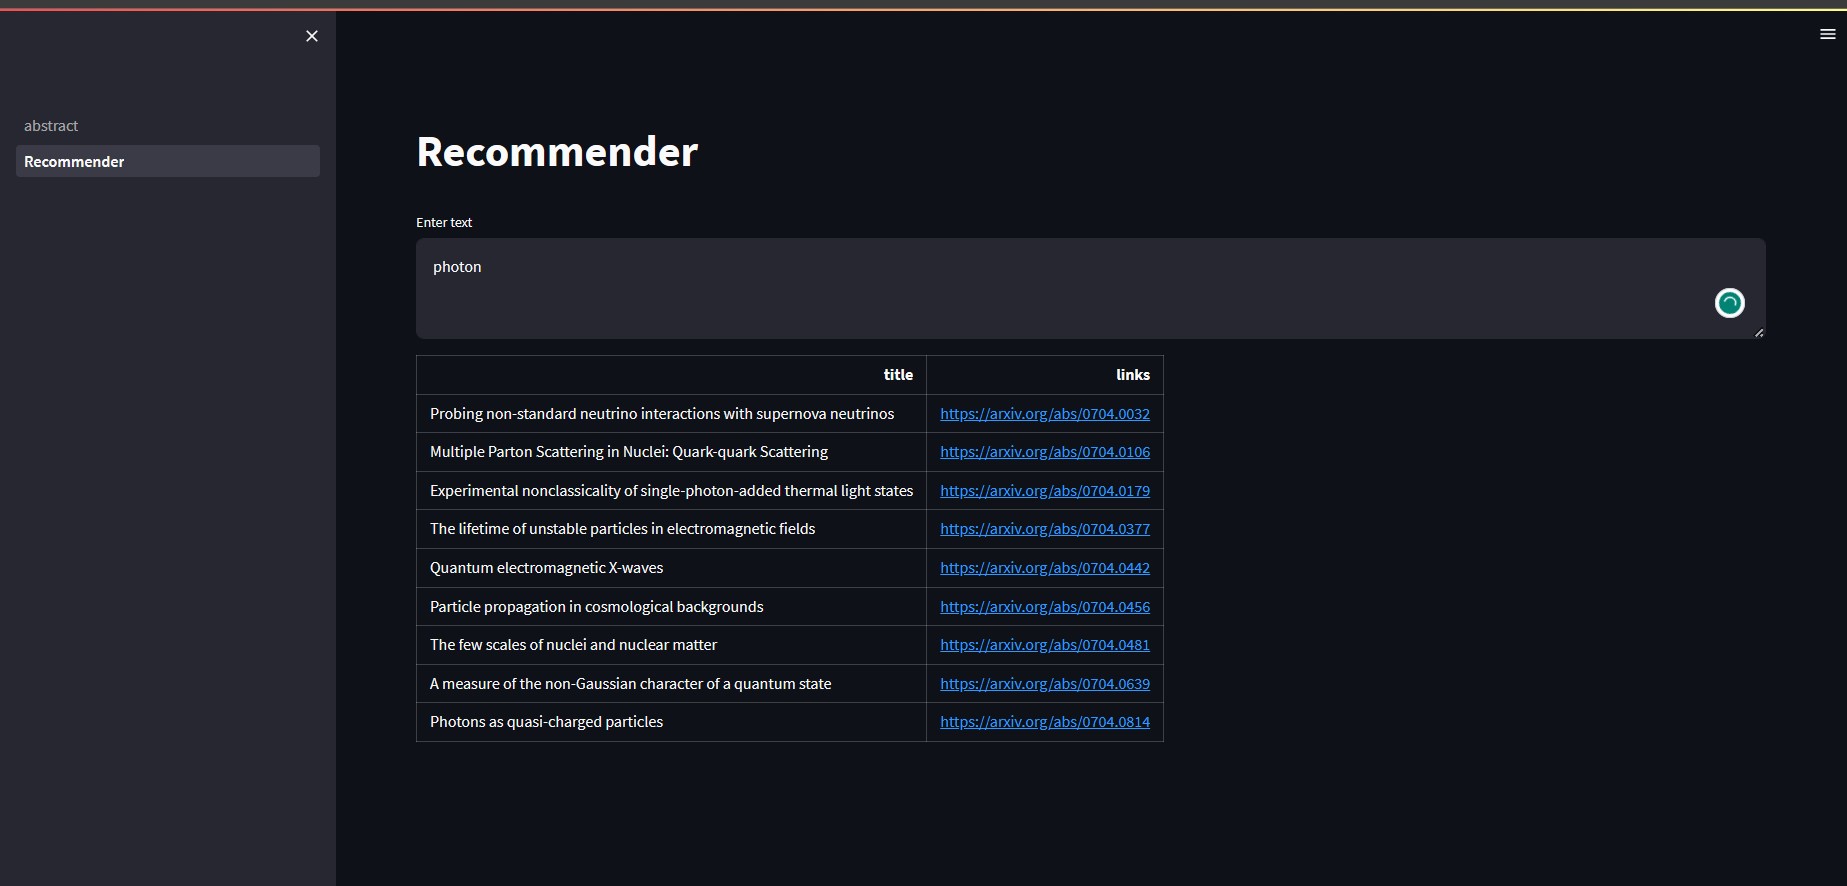 abstract
Recommender
Recommender
Enter text
photon
title links
Probing non-standard neutrino interactions with supernova neutrinos https://arxiv.org/abs/0704.0032
Multiple Parton Scattering in Nuclei: Quark-quark Scattering https://arxiv.org/abs/0704.0106
Experimental nonclassicality of single-photon-added thermal light states https://arxiv.org/abs/0704.0179
The lifetime of unstable particles in electromagnetic fields https://arxiv.org/abs/0704.0377
Quantum electromagnetic X-waves https://arxiv.org/abs/0704.0442
Particle propagation in cosmological backgrounds https://arxiv.org/abs/0704.0456
The few scales of nuclei and nuclear matter https://arxiv.org/abs/0704.0481
A measure of the non-Gaussian character of a quantum state https://arxiv.org/abs/0704.0639
Photons as quasi-charged particles https://arxiv.org/abs/0704.0814